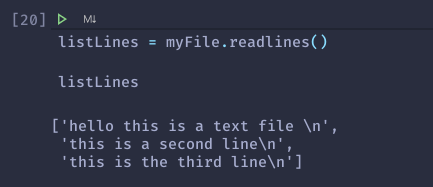 [20] M↓
listLines = myFile.readlines()
listLines
['hello this is a text file \n',
'this is a second line\n',
'this is the third line\n']